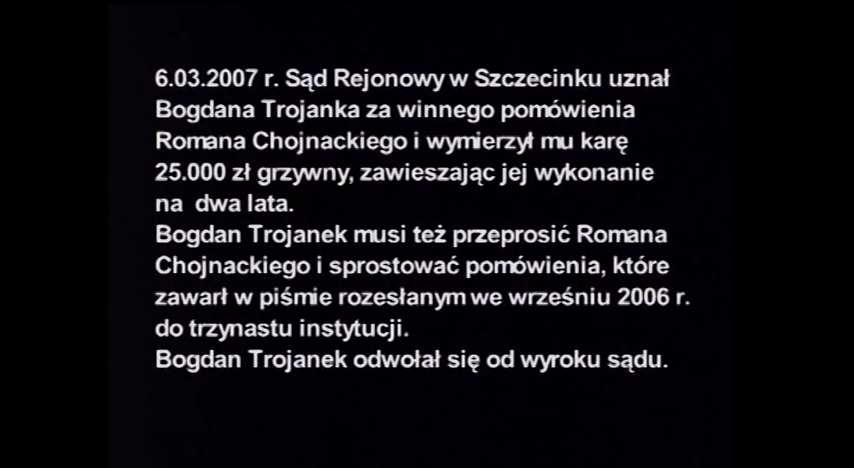 6.03.2007 r. Sąd Rejonowy w Szczecinku uznał
Bogdana Trojanka za winnego pomówienia
Romana Chojnackiego i wymierzył mu karę
25.000 zł grzywny, zawieszając jej wykonanie
na dwa lata.
Bogdan Trojanek musi też przeprosić Romana
Chojnackiego i sprostować pomówienia, które
zawarł w piśmie rozesłanym we wrześniu 2006 r.
do trzynastu instytucji.
Bogdan Trojanek odwołał się od wyroku sądu.